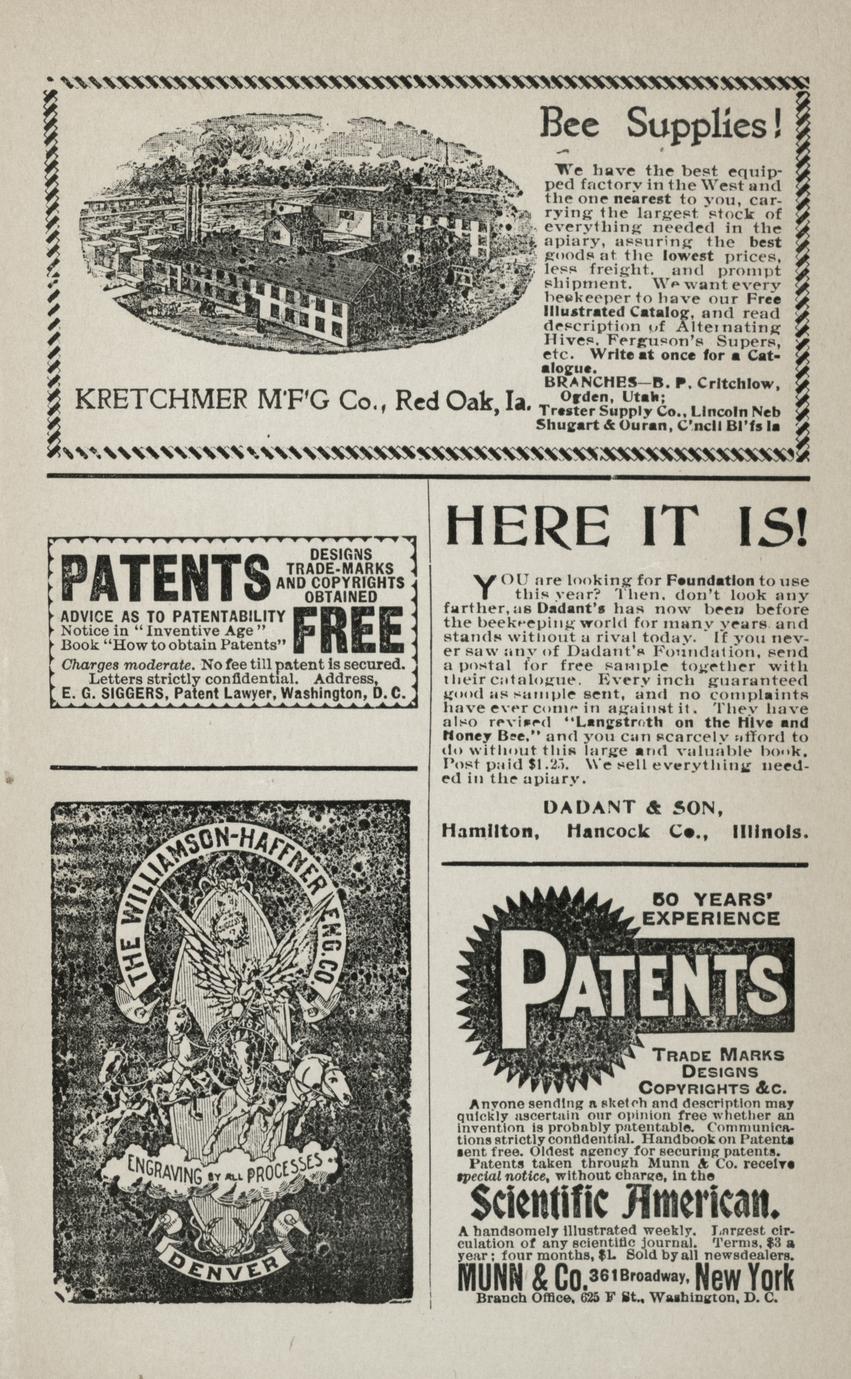 Bee Supplies!
We have the best equip-
ped factory in the West and
the one nearest to you, car-
rying the largest stock of
everything needed in the
apiary, assuring the best
goods at the lowest prices,
less freight, and prompt
shipment. We want every
beekeeper to have our Free
Illustrated Catalog, and read
description of Alternating
Hives, Ferguson's Supers,
etc. Write at once for a Cat-
alogue.
BRANCHES—B. P. Critchlow,
Ogden, Utah;
Trester Supply Co., Lincoln Neb
Shugart & Ouran, C'ncil Bl'fs Ia
KRETCHMER M'F'G Co., Red Oak, Ia.
PATENTS
DESIGNS
TRADE-MARKS
AND COPYRIGHTS
OBTAINED
ADVICE AS TO PATENTABILITY
Notice in "Inventive Age"
Book "How to obtain Patents"
FREE
Charges moderate. No fee till patent is secured.
Letters strictly confidential. Address,
E. G. SIGGERS, Patent Lawyer, Washington, D. C.
THE WILLIAMSON-HAFFNER ENG. CO.
ENGRAVING BY ALL PROCESSES
DENVER
HERE IT IS!
YOU are looking for Foundation to use
this year? Then, don't look any
farther, as Dadant's has now been before
the beekeeping world for many years and
stands without a rival today. If you nev-
er saw any of Dadant's Foundation, send
a postal for free sample together with
their catalogue. Every inch guaranteed
good as sample sent, and no complaints
have ever come in against it. They have
also revised "Langstroth on the Hive and
Honey Bee," and you can scarcely afford to
do without this large and valuable book.
Post paid $1.25. We sell everything need-
ed in the apiary.
DADANT & SON,
Hamilton, Hancock Co., Illinois.
50 YEARS'
EXPERIENCE
PATENTS
TRADE MARKS
DESIGNS
COPYRIGHTS &C.
Anyone sending a sketch and description may
quickly ascertain our opinion free whether an
invention is probably patentable. Communica-
tions strictly confidential. Handbook on Patents
sent free. Oldest agency for securing patents.
Patents taken through Munn & Co. receive
special notice, without charge, in the
Scientific American.
A handsomely illustrated weekly. Largest cir-
culation of any scientific journal. Terms, $3 a
year; four months, $1. Sold by all newsdealers.
MUNN & Co. 361 Broadway, New York
Branch Office, 625 F St., Washington, D. C.